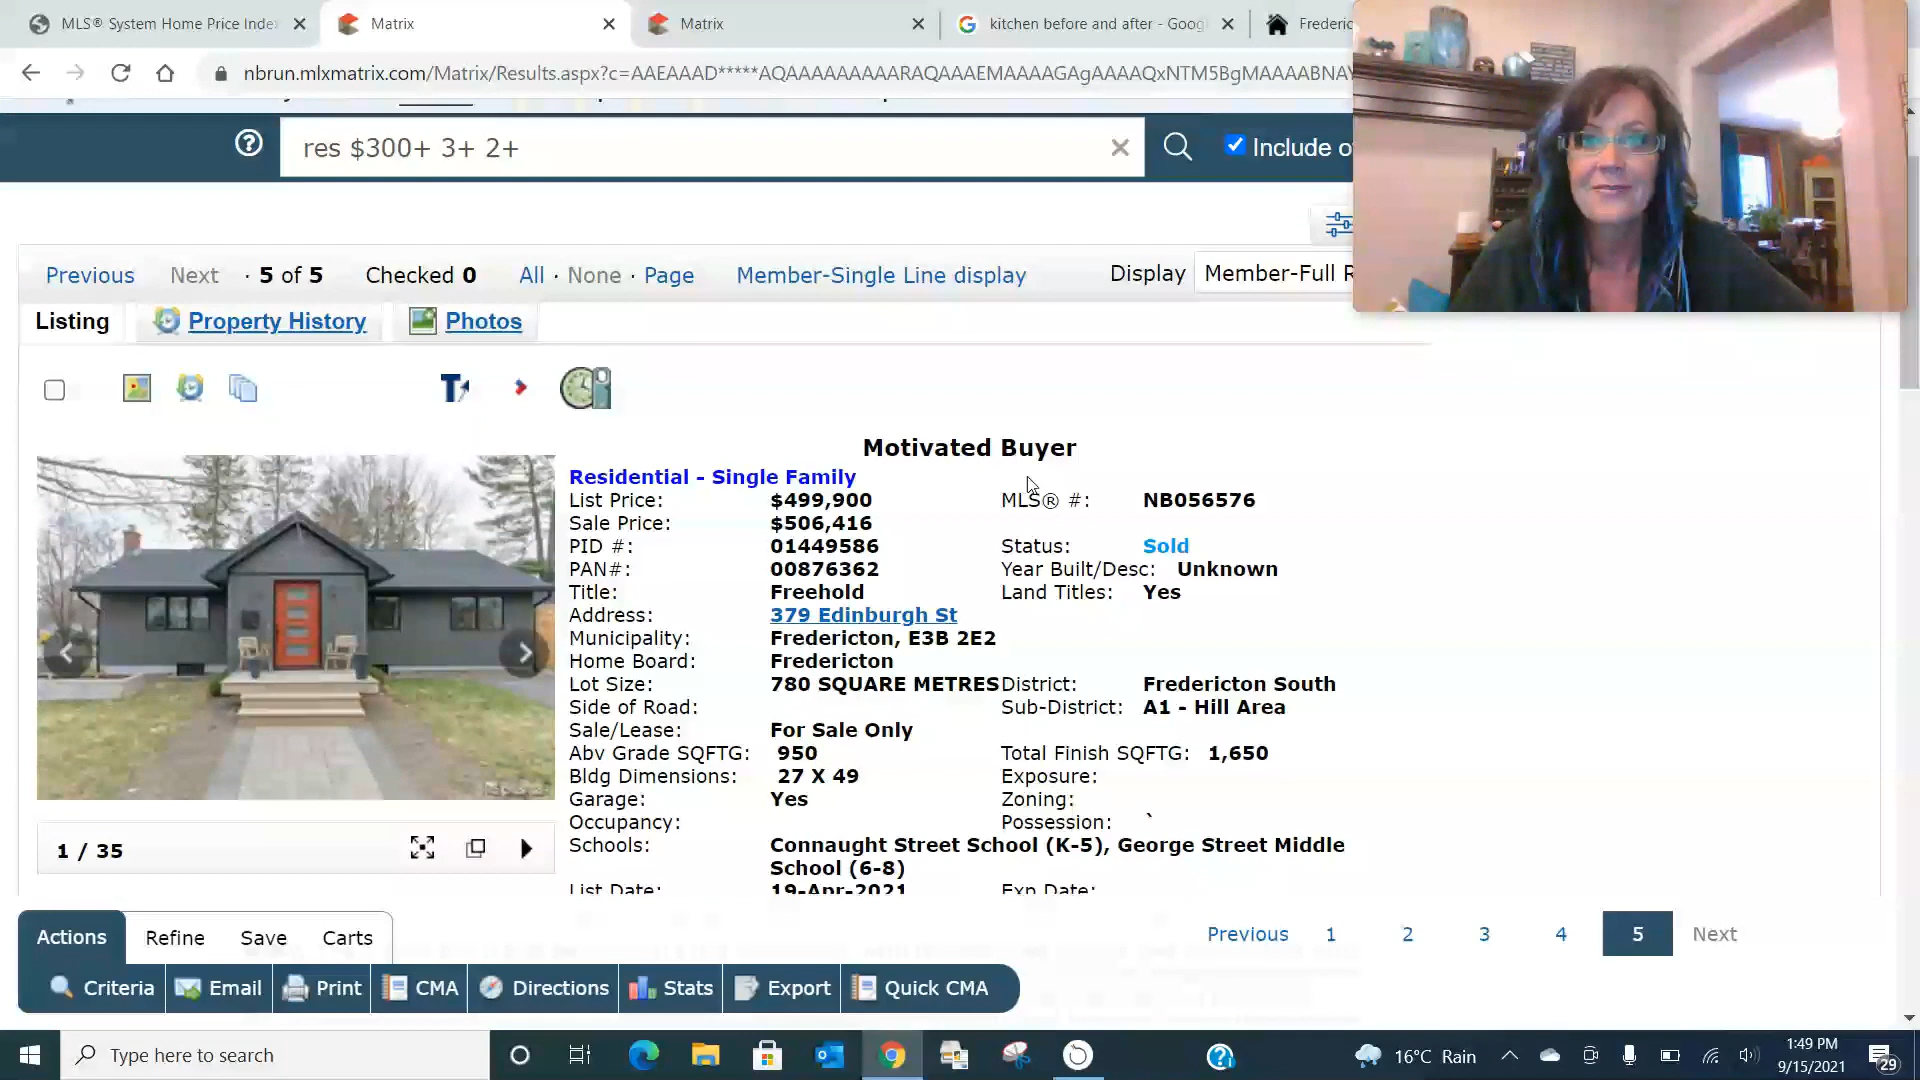 MLS® System Home Price Inde
Matrix
Matrix
kitchen before and after - Goog
Frederic
nbrun.mlxmatrix.com/Matrix/Results.aspx?c=AAEAAAD*****AQAAAAAAAAARAQAAAEMAAAAGAgAAAAQxNTM5BgMAAAABNAY
res $300+ 3+ 2+
Include o
Previous Next · 5 of 5 Checked 0 All · None · Page Member-Single Line display Display Member-Full R
Listing Property History Photos
Motivated Buyer
Residential - Single Family
List Price: $499,900 MLS® #: NB056576
Sale Price: $506,416
PID #: 01449586 Status: Sold
PAN#: 00876362 Year Built/Desc: Unknown
Title: Freehold Land Titles: Yes
Address: 379 Edinburgh St
Municipality: Fredericton, E3B 2E2
Home Board: Fredericton
Lot Size: 780 SQUARE METRES District: Fredericton South
Side of Road: Sub-District: A1 - Hill Area
Sale/Lease: For Sale Only
Abv Grade SQFTG: 950 Total Finish SQFTG: 1,650
Bldg Dimensions: 27 X 49 Exposure:
Garage: Yes Zoning:
Occupancy: Possession: `
Schools: Connaught Street School (K-5), George Street Middle
School (6-8)
List Date: 19-Apr-2021 Exp Date:
1 / 35
Actions Refine Save Carts
Previous 1 2 3 4 5 Next
Criteria Email Print CMA Directions Stats Export Quick CMA
Type here to search
16°C Rain
1:49 PM
9/15/2021
29